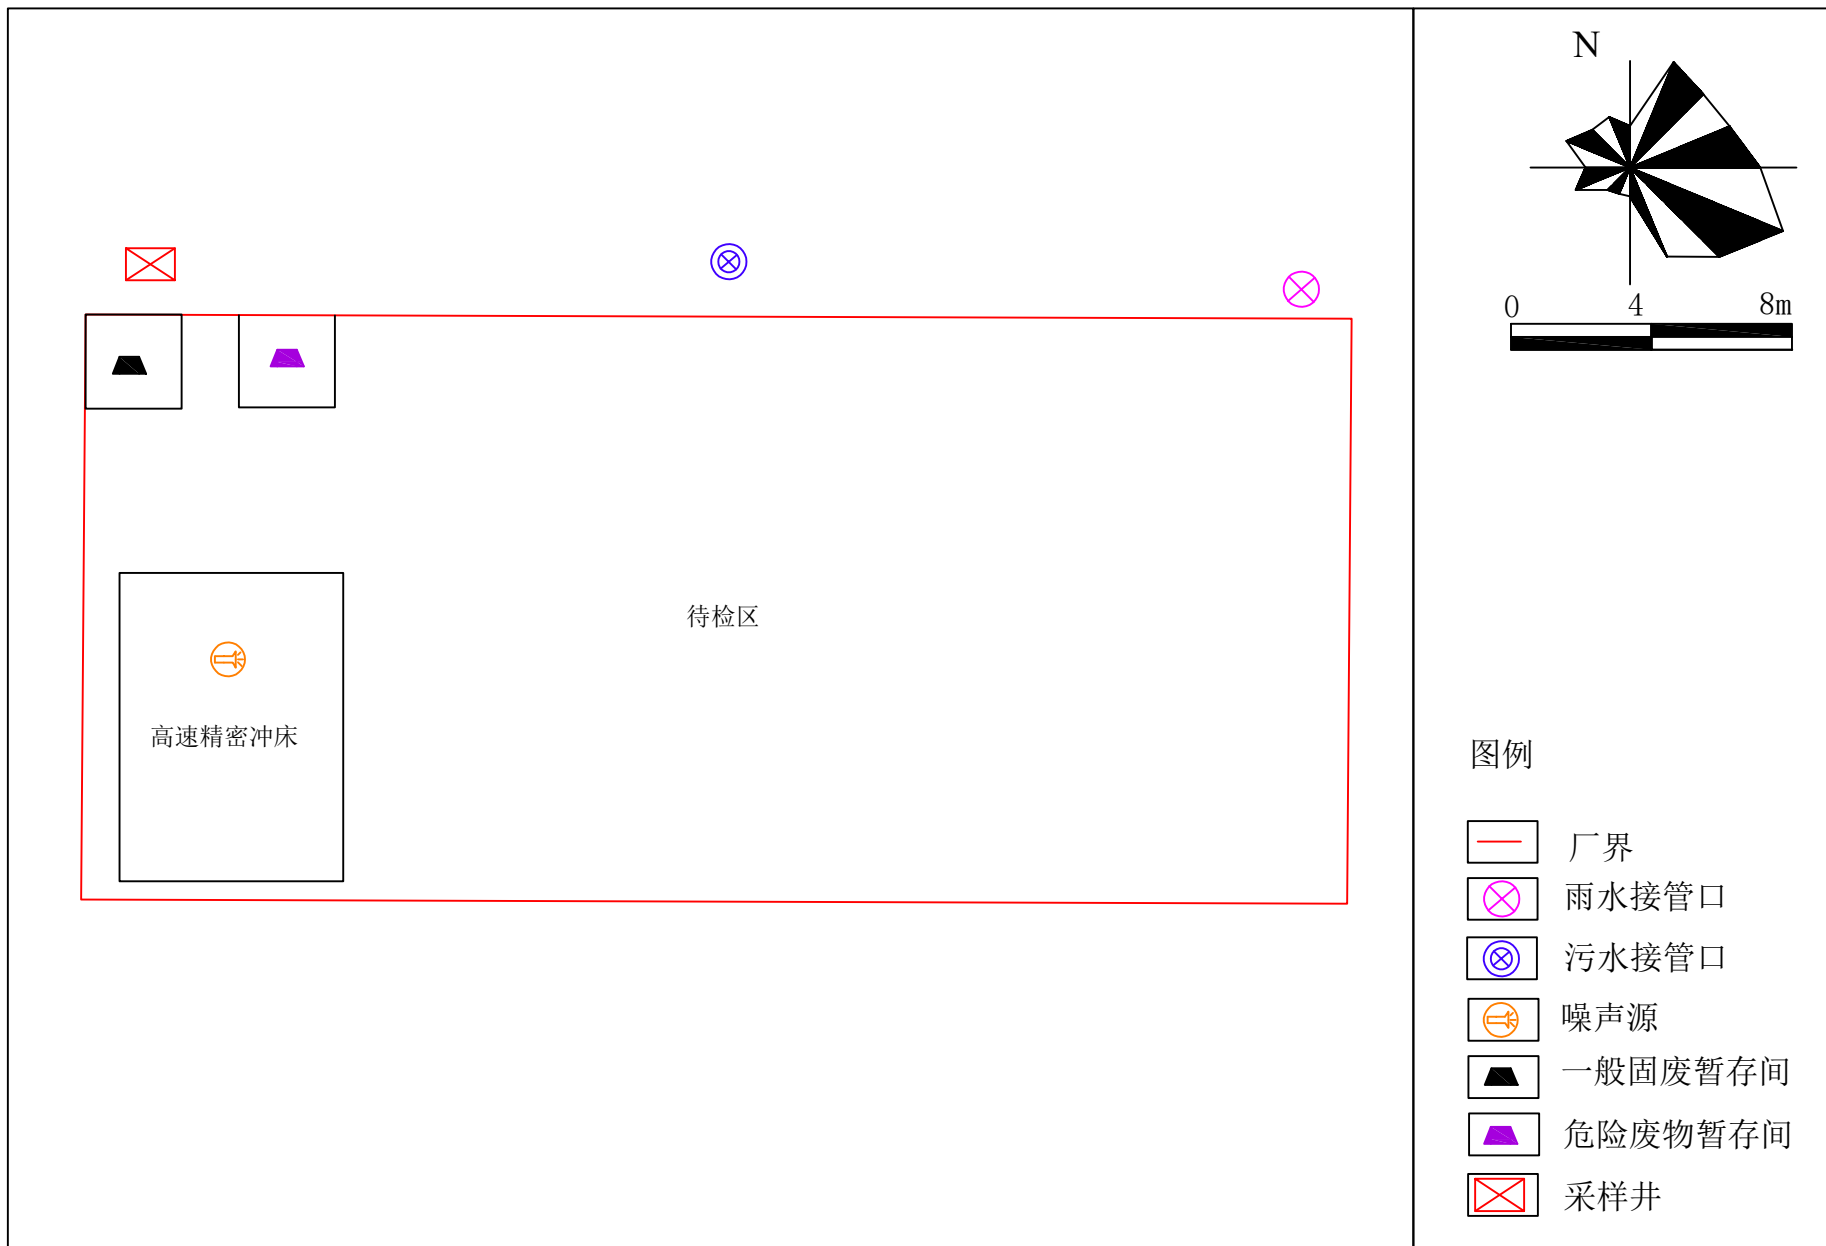 N
0 4 8m
待检区
高速精密冲床
图例
厂界
雨水接管口
污水接管口
噪声源
一般固废暂存间
危险废物暂存间
采样井